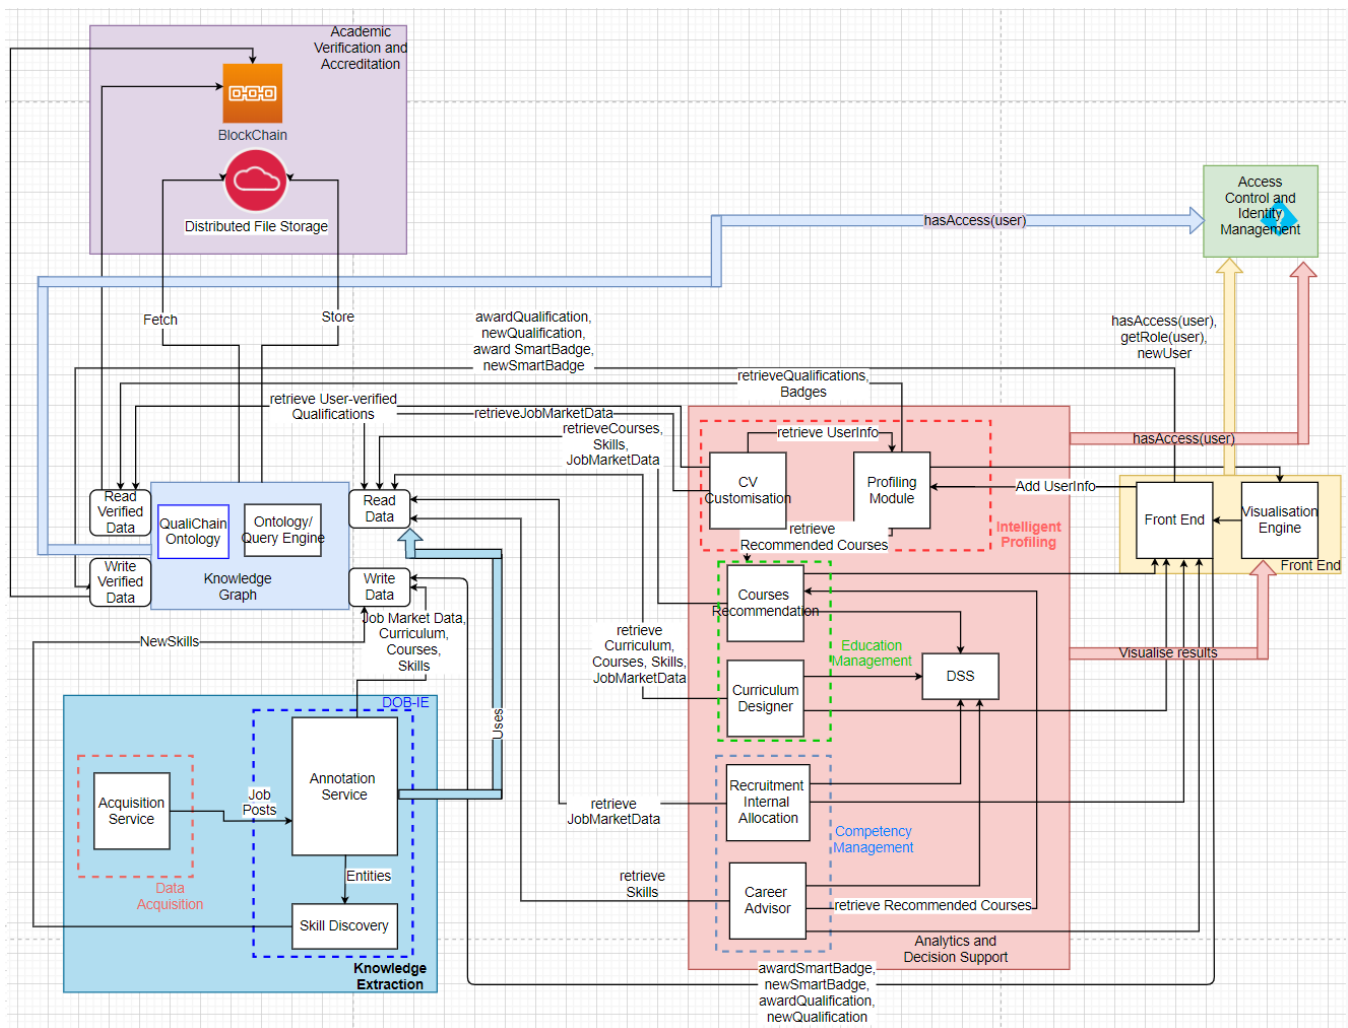 Academic
Verification and
Accreditation
BlockChain
Distributed File Storage
Access
Control and
Identity
Management
hasAccess(user)
Fetch
Store
awardQualification,
newQualification,
award SmartBadge,
newSmartBadge
hasAccess(user),
getRole(user),
newUser
retrieveQualifications,
Badges
retrieve User-verified
Qualifications
retrieveJobMarketData
retrieveCourses,
Skills,
JobMarketData
retrieve UserInfo
hasAccess(user)
CV
Customisation
Profiling
Module
Add UserInfo
Intelligent
Profiling
retrieve
Recommended Courses
Front End
Visualisation
Engine
Front End
Read
Verified
Data
QualiChain
Ontology
Ontology/
Query Engine
Read
Data
Write
Verified
Data
Knowledge
Graph
Write
Data
Courses
Recommendation
NewSkills
Job Market Data,
Curriculum,
Courses,
Skills
retrieve
Curriculum,
Courses, Skills,
JobMarketData
Education
Management
Visualise results
DSS
Curriculum
Designer
DOB-IE
Uses
Annotation
Service
Acquisition
Service
Job
Posts
Data
Acquisition
Entities
Skill Discovery
Knowledge
Extraction
retrieve
JobMarketData
Recruitment
Internal
Allocation
Competency
Management
retrieve
Skills
Career
Advisor
retrieve Recommended Courses
Analytics and
Decision Support
awardSmartBadge,
newSmartBadge,
awardQualification,
newQualification